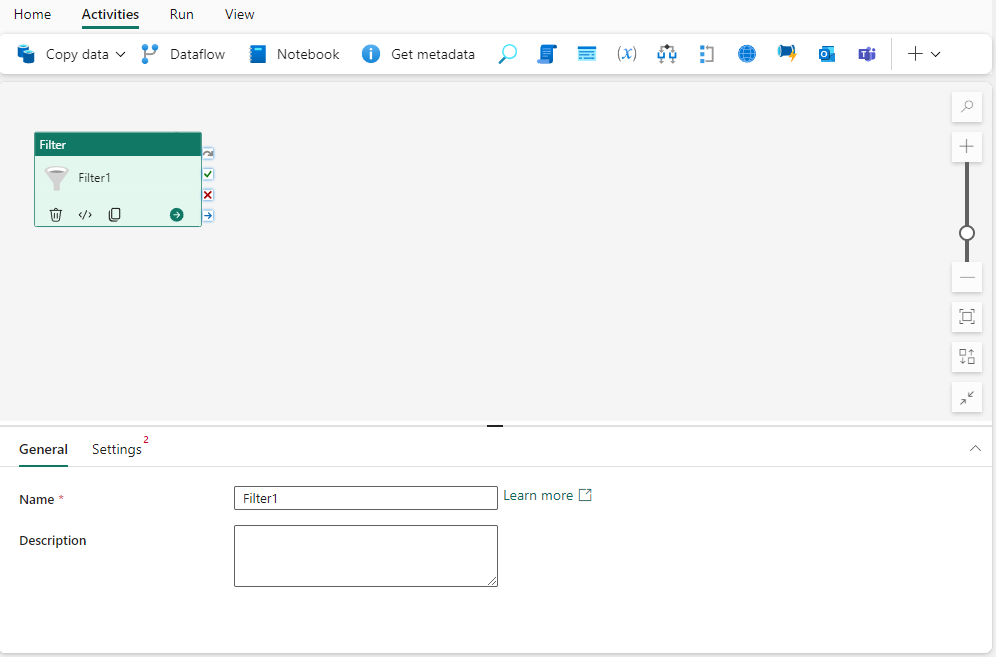 Home Activities Run View
Copy data Dataflow Notebook Get metadata (x)
Filter
Filter1
General Settings 2
Name * Filter1 Learn more
Description